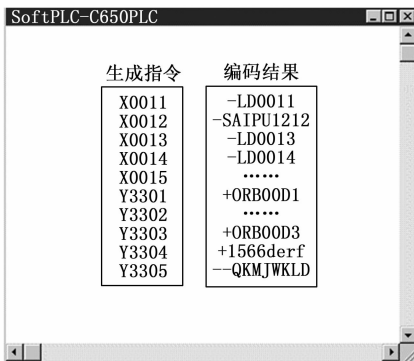 SoftPLC-C650PLC
生成指令 编码结果
X0011 -LD0011
X0012 -SAIPU1212
X0013 -LD0013
X0014 -LD0014
X0015 ……
Y3301 +ORB00D1
Y3302 ……
Y3303 +ORB00D3
Y3304 +1566derf
Y3305 --QKMJWKLD